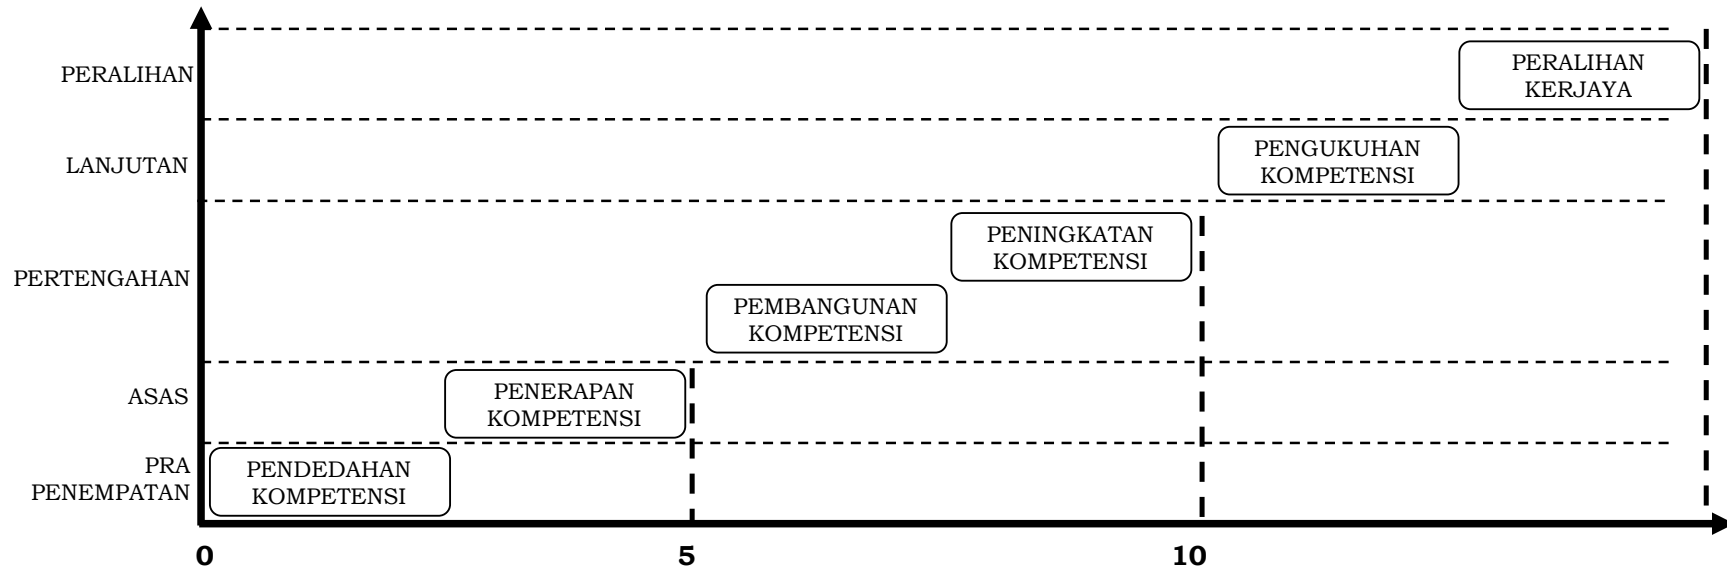 PERALIHAN
PERALIHAN
KERJAYA
LANJUTAN
PENGUKUHAN
KOMPETENSI
PERTENGAHAN
PENINGKATAN
KOMPETENSI
PEMBANGUNAN
KOMPETENSI
ASAS
PENERAPAN
KOMPETENSI
PRA
PENEMPATAN
PENDEDAHAN
KOMPETENSI
0
5
10